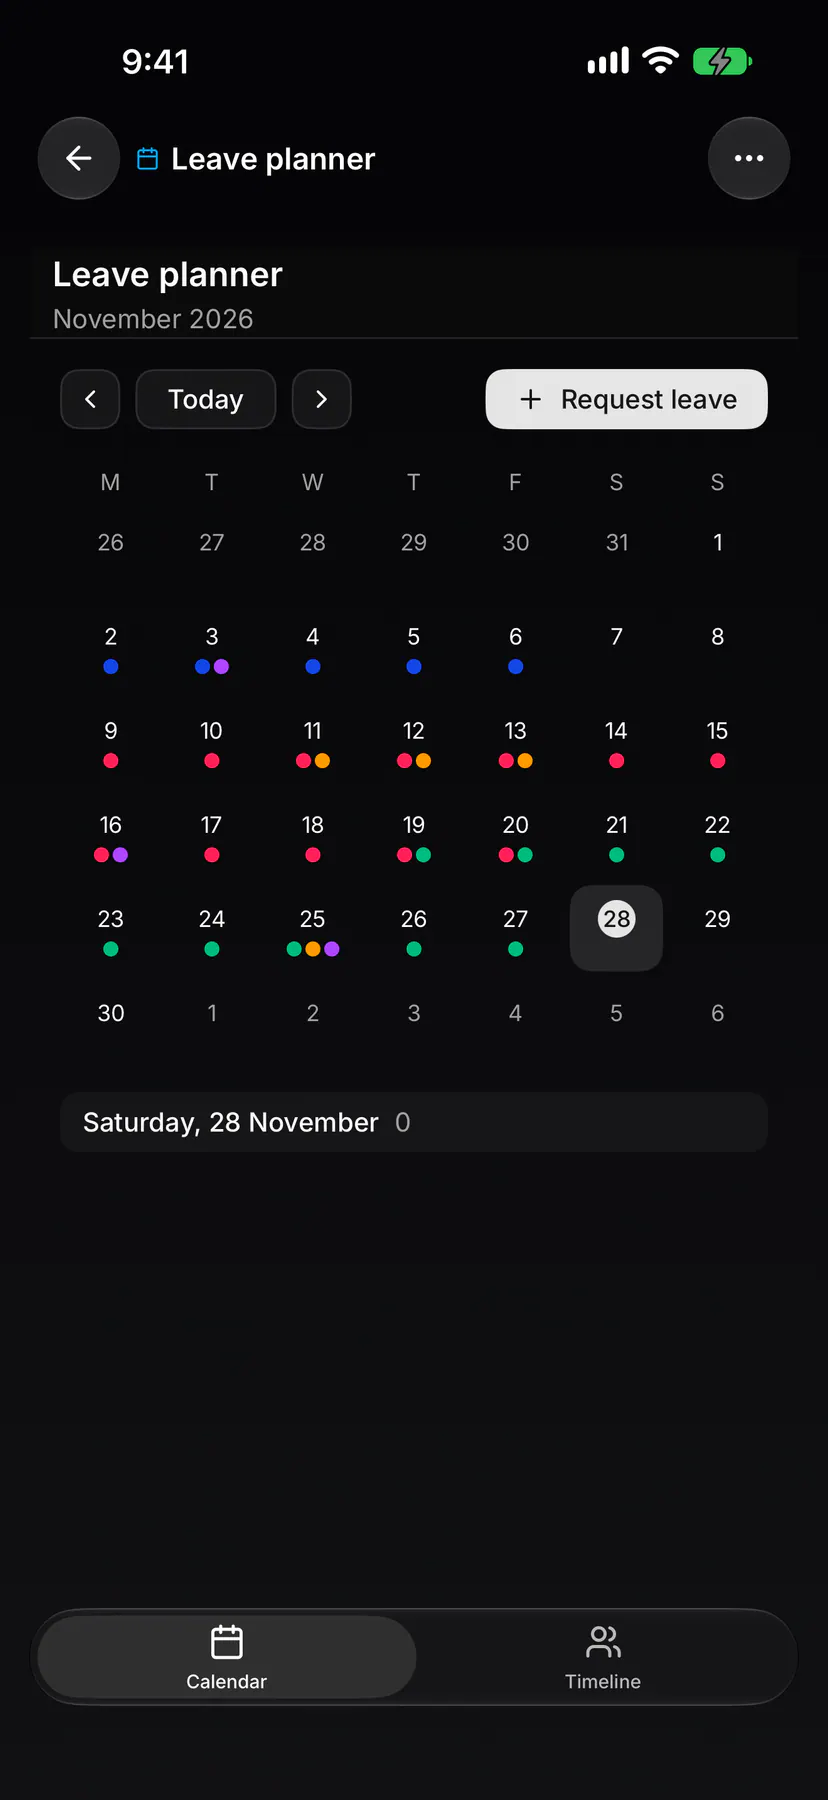 9:41
Leave planner
Leave planner
November 2026
Today
Request leave
M T W T F S S
26 27 28 29 30 31 1
2 3 4 5 6 7 8
9 10 11 12 13 14 15
16 17 18 19 20 21 22
23 24 25 26 27 28 29
30 1 2 3 4 5 6
Saturday, 28 November 0
Calendar Timeline